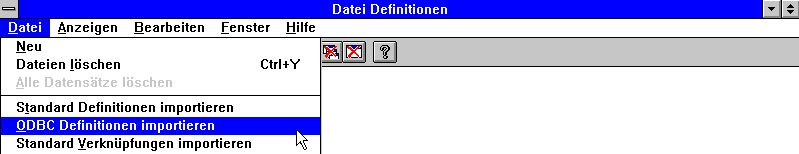 Datei Definitionen
Datei Anzeigen Bearbeiten Fenster Hilfe
Neu
Dateien löschen Ctrl+Y
Alle Datensätze löschen
Standard Definitionen importieren
ODBC Definitionen importieren
Standard Verknüpfungen importieren
?